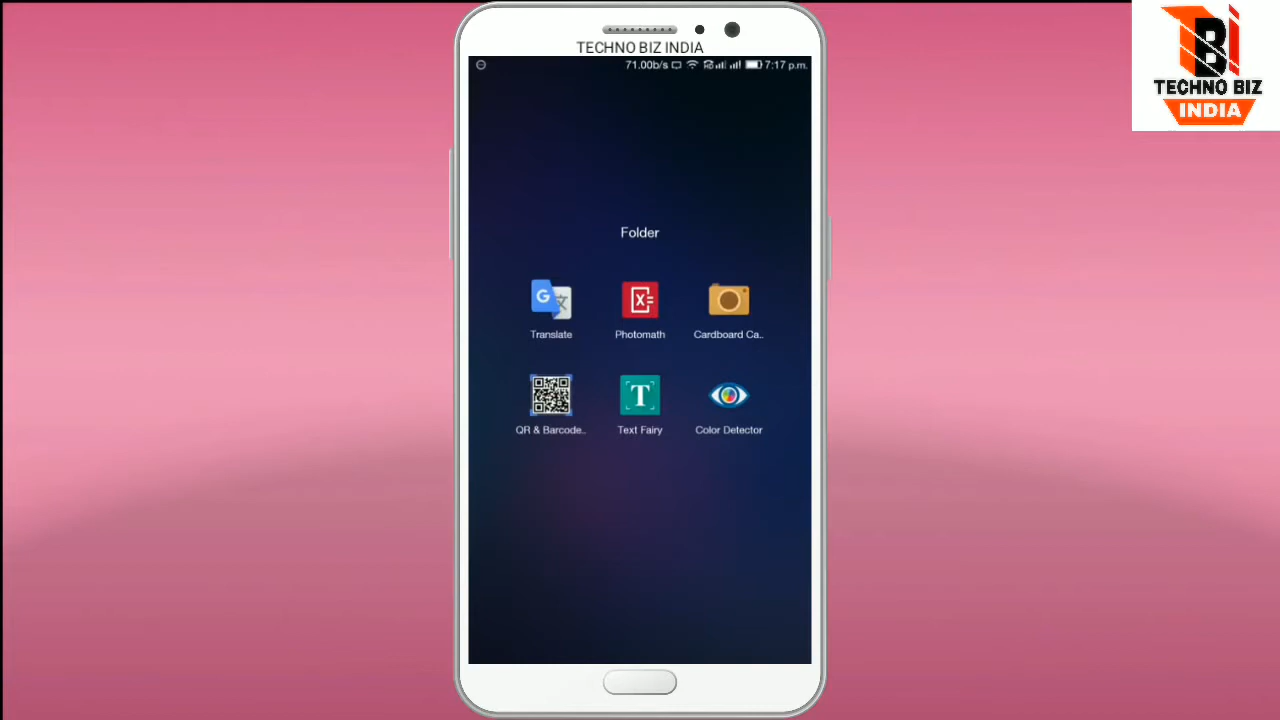 TECHNO BIZ INDIA
71.00b/s 7:17 p.m.
Folder
Translate
Photomath
Cardboard Ca..
QR & Barcode..
Text Fairy
Color Detector
Bi
TECHNO BIZ
INDIA